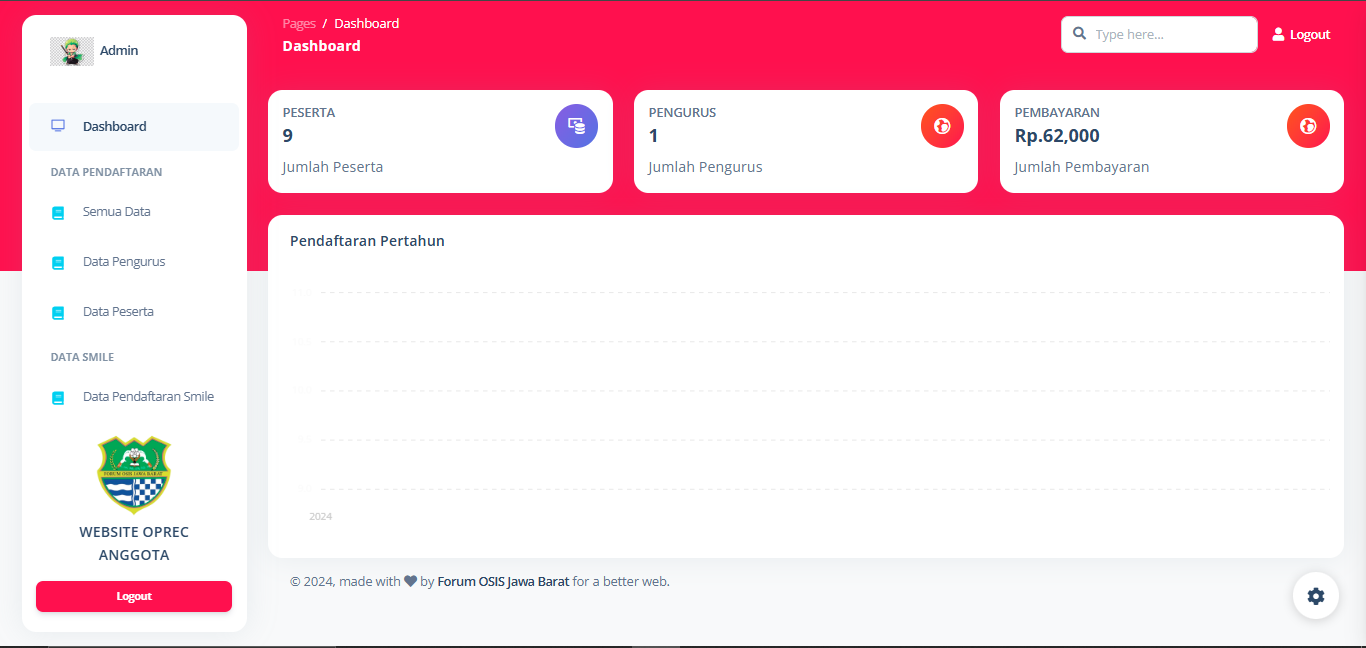 Admin
Dashboard
DATA PENDAFTARAN
Semua Data
Data Pengurus
Data Peserta
DATA SMILE
Data Pendaftaran Smile
FORUM OSIS JAWA BARAT
WEBSITE OPREC
ANGGOTA
Logout
Pages / Dashboard
Dashboard
Type here...
Logout
PESERTA
9
Jumlah Peserta
PENGURUS
1
Jumlah Pengurus
PEMBAYARAN
Rp.62,000
Jumlah Pembayaran
Pendaftaran Pertahun
2024
© 2024, made with by Forum OSIS Jawa Barat for a better web.